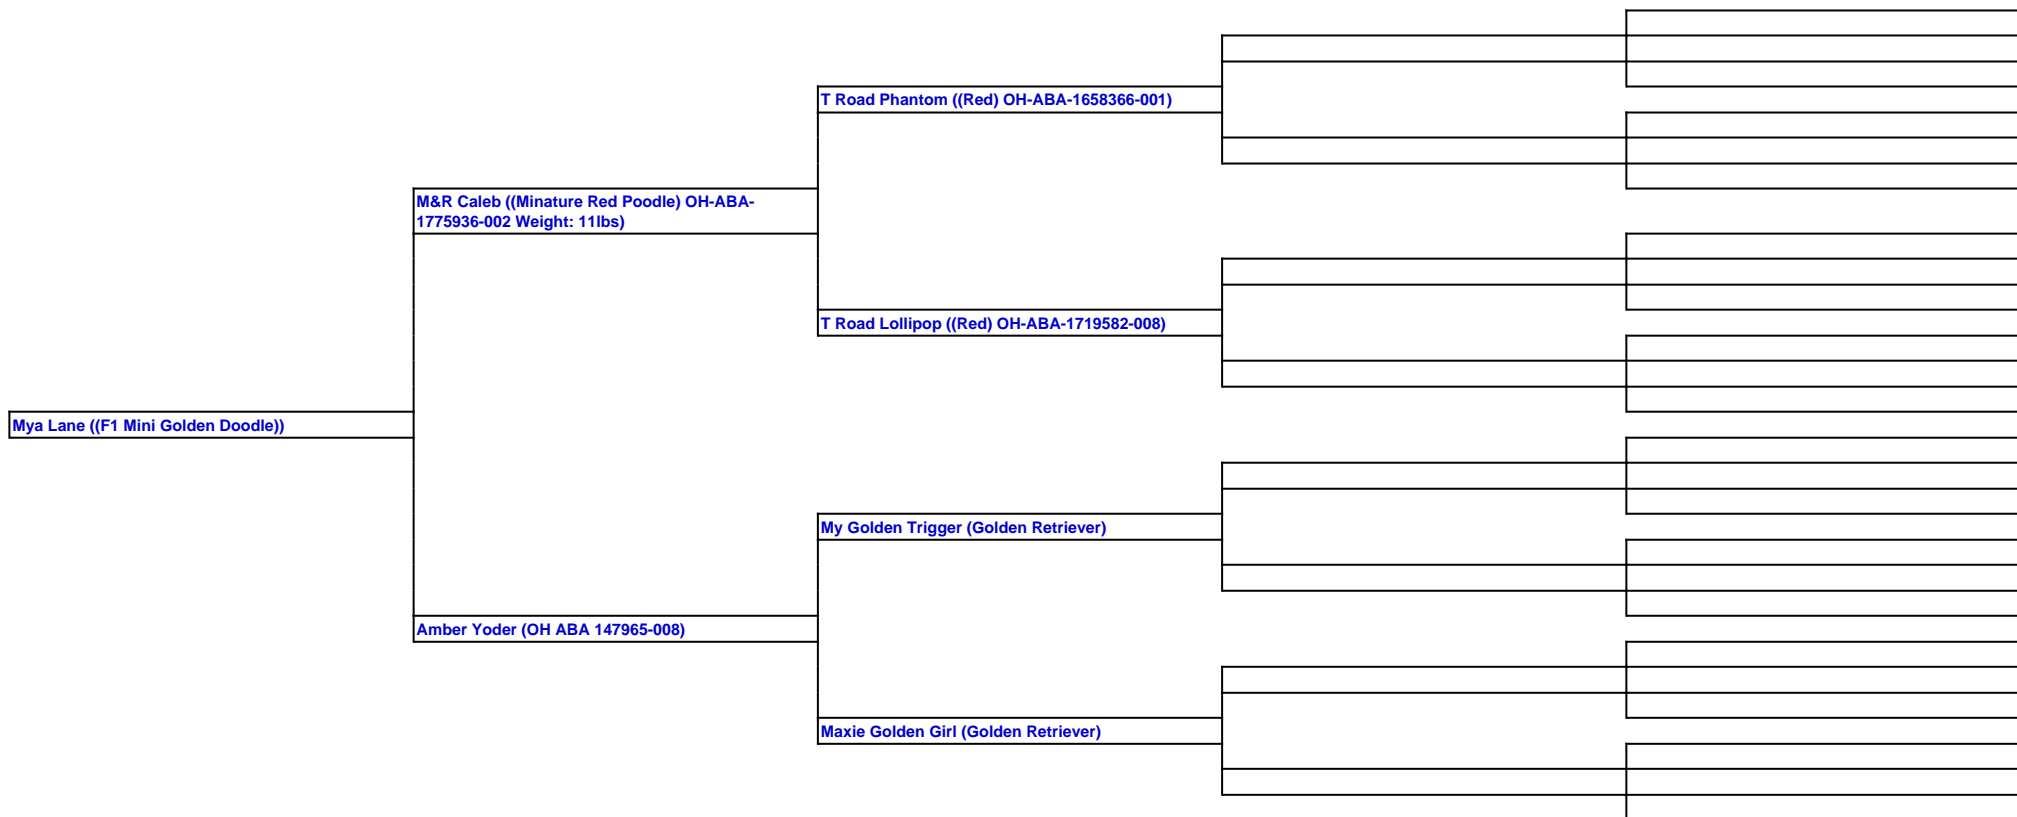 T Road Phantom ((Red) OH-ABA-1658366-001)
M&R Caleb ((Minature Red Poodle) OH-ABA-
1775936-002 Weight: 11lbs)
T Road Lollipop ((Red) OH-ABA-1719582-008)
Mya Lane ((F1 Mini Golden Doodle))
My Golden Trigger (Golden Retriever)
Amber Yoder (OH ABA 147965-008)
Maxie Golden Girl (Golden Retriever)